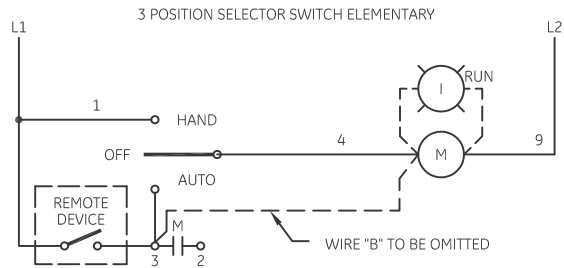 3 POSITION SELECTOR SWITCH ELEMENTARY
L1
L2
I
RUN
1
HAND
4
9
OFF
M
AUTO
REMOTE
DEVICE
M
WIRE "B" TO BE OMITTED
3
2